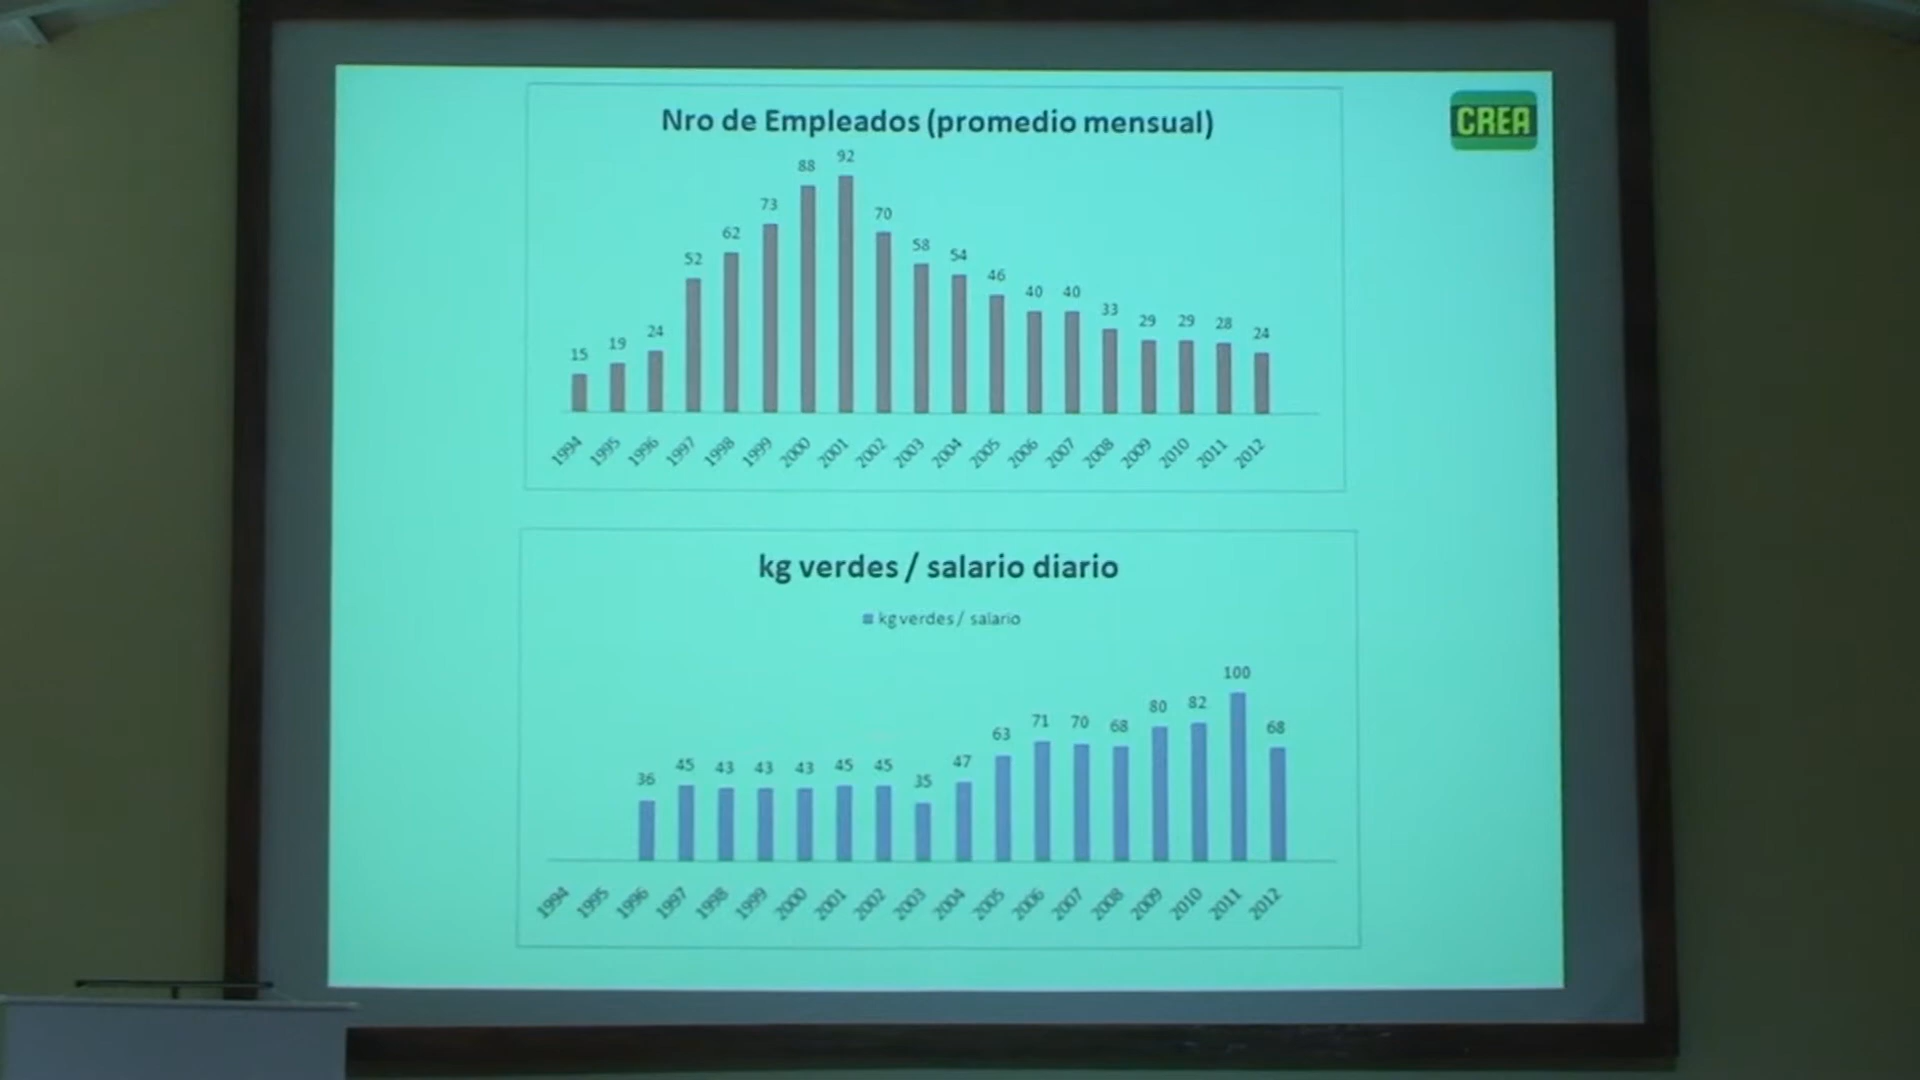 Nro de Empleados (promedio mensual)
CREA
15 19 24 52 62 73 88 92 70 58 54 46 40 40 33 29 29 28 24
1994 1995 1996 1997 1998 1999 2000 2001 2002 2003 2004 2005 2006 2007 2008 2009 2010 2011 2012
kg verdes / salario diario
kg verdes / salario
36 45 43 43 43 45 45 35 47 63 71 70 68 80 82 100 68
1994 1995 1996 1997 1998 1999 2000 2001 2002 2003 2004 2005 2006 2007 2008 2009 2010 2011 2012